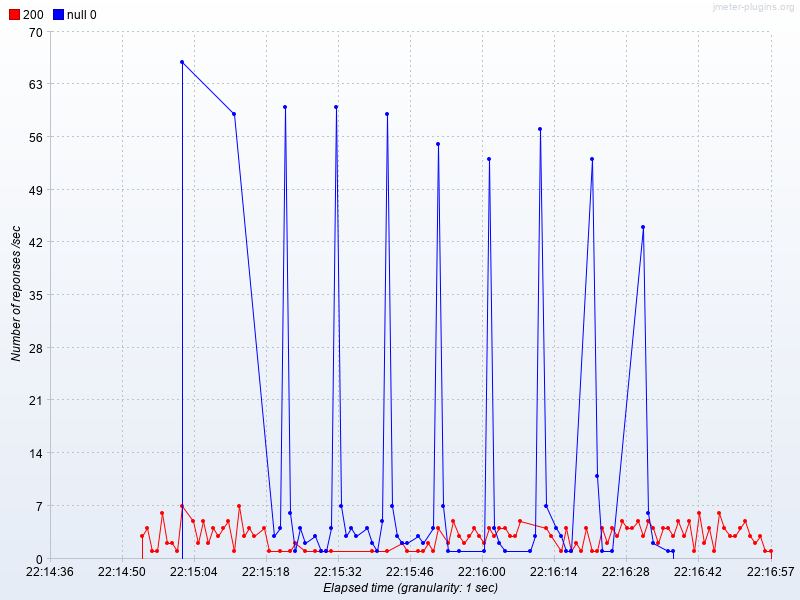 jmeter-plugins.org
200 null 0
70
63
56
49
42
35
28
21
14
7
0
Number of reponses /sec
22:14:36 22:14:50 22:15:04 22:15:18 22:15:32 22:15:46 22:16:00 22:16:14 22:16:28 22:16:42 22:16:57
Elapsed time (granularity: 1 sec)